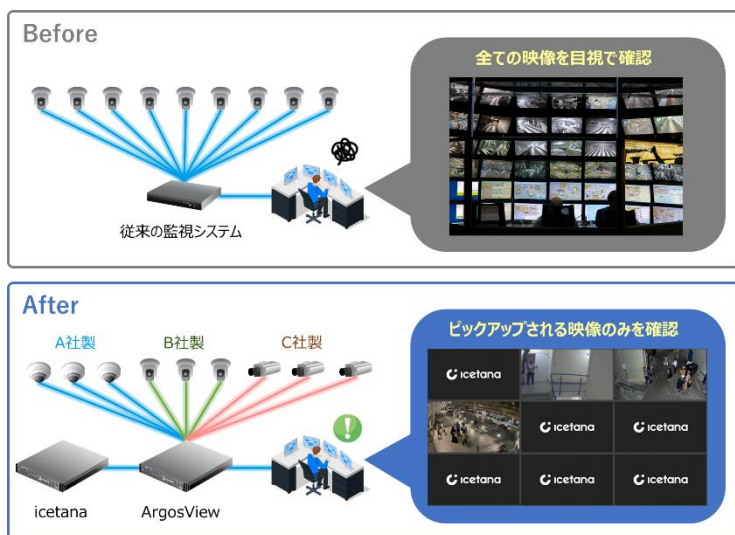 Before
全ての映像を目視で確認
従来の監視システム
After
A社製
B社製
C社製
ピックアップされる映像のみを確認
icetana
icetana
icetana
icetana
icetana
icetana
icetana
ArgosView